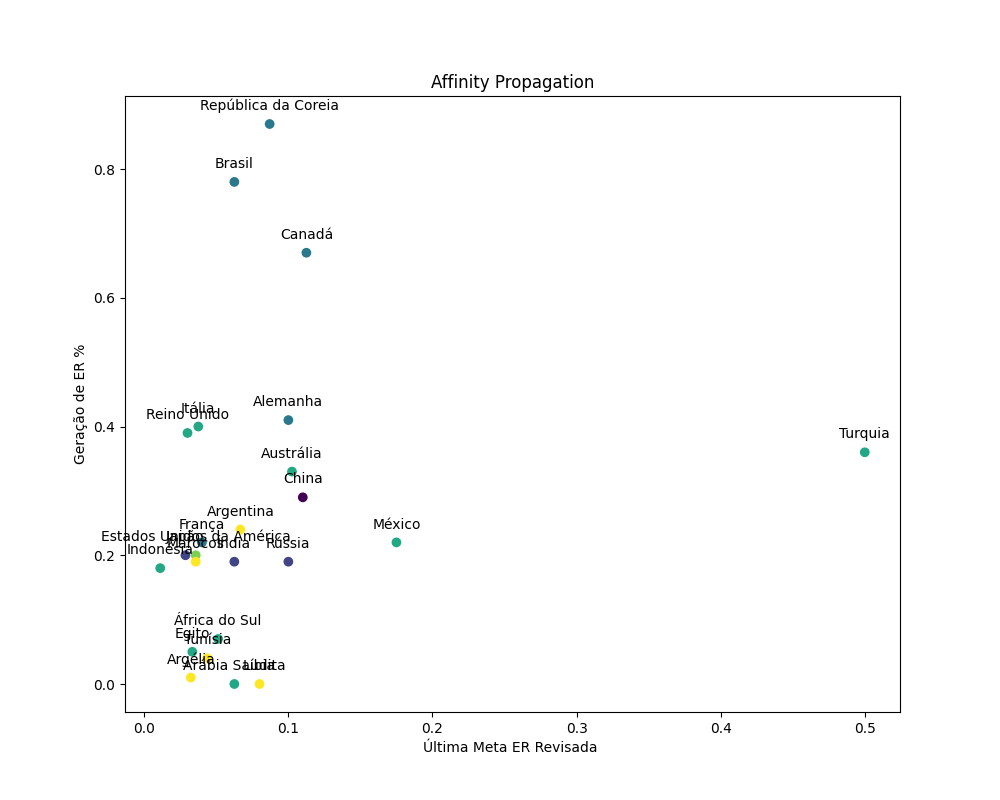 Affinity Propagation
República da Coreia
Brasil
Canadá
Alemanha
Itália
Reino Unido
Turquia
Austrália
China
Argentina
França
México
Estados Unidos da América
Japão
Marrocos
Índia
Rússia
Indonésia
África do Sul
Egito
Tunísia
Argélia
Arábia Saudita
Líbia
0.8
0.6
0.4
0.2
0.0
Geração de ER %
0.0
0.1
0.2
0.3
0.4
0.5
Última Meta ER Revisada